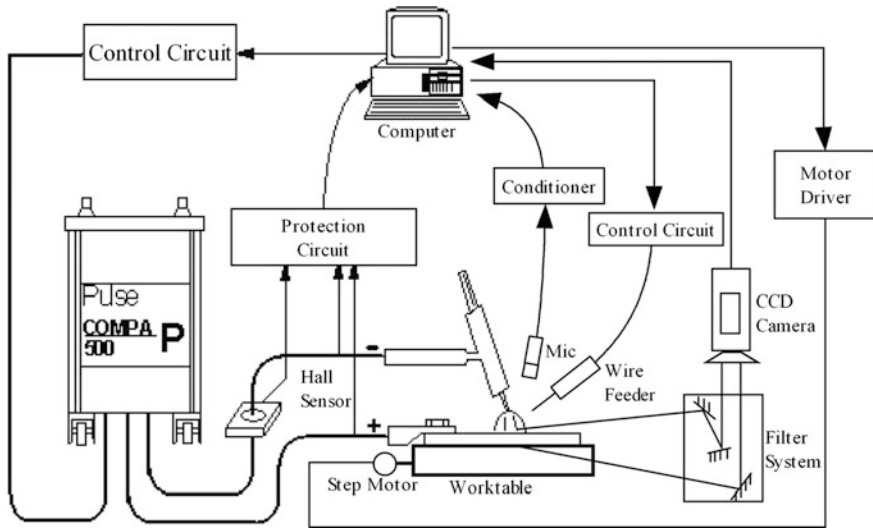 Control Circuit
Computer
Motor
Driver
Conditioner
Protection
Circuit
Control Circuit
Pulse
COMPA
500
P
CCD
Camera
-
Mic
Wire
Feeder
Hall
Sensor
+
Filter
System
Step Motor
Worktable